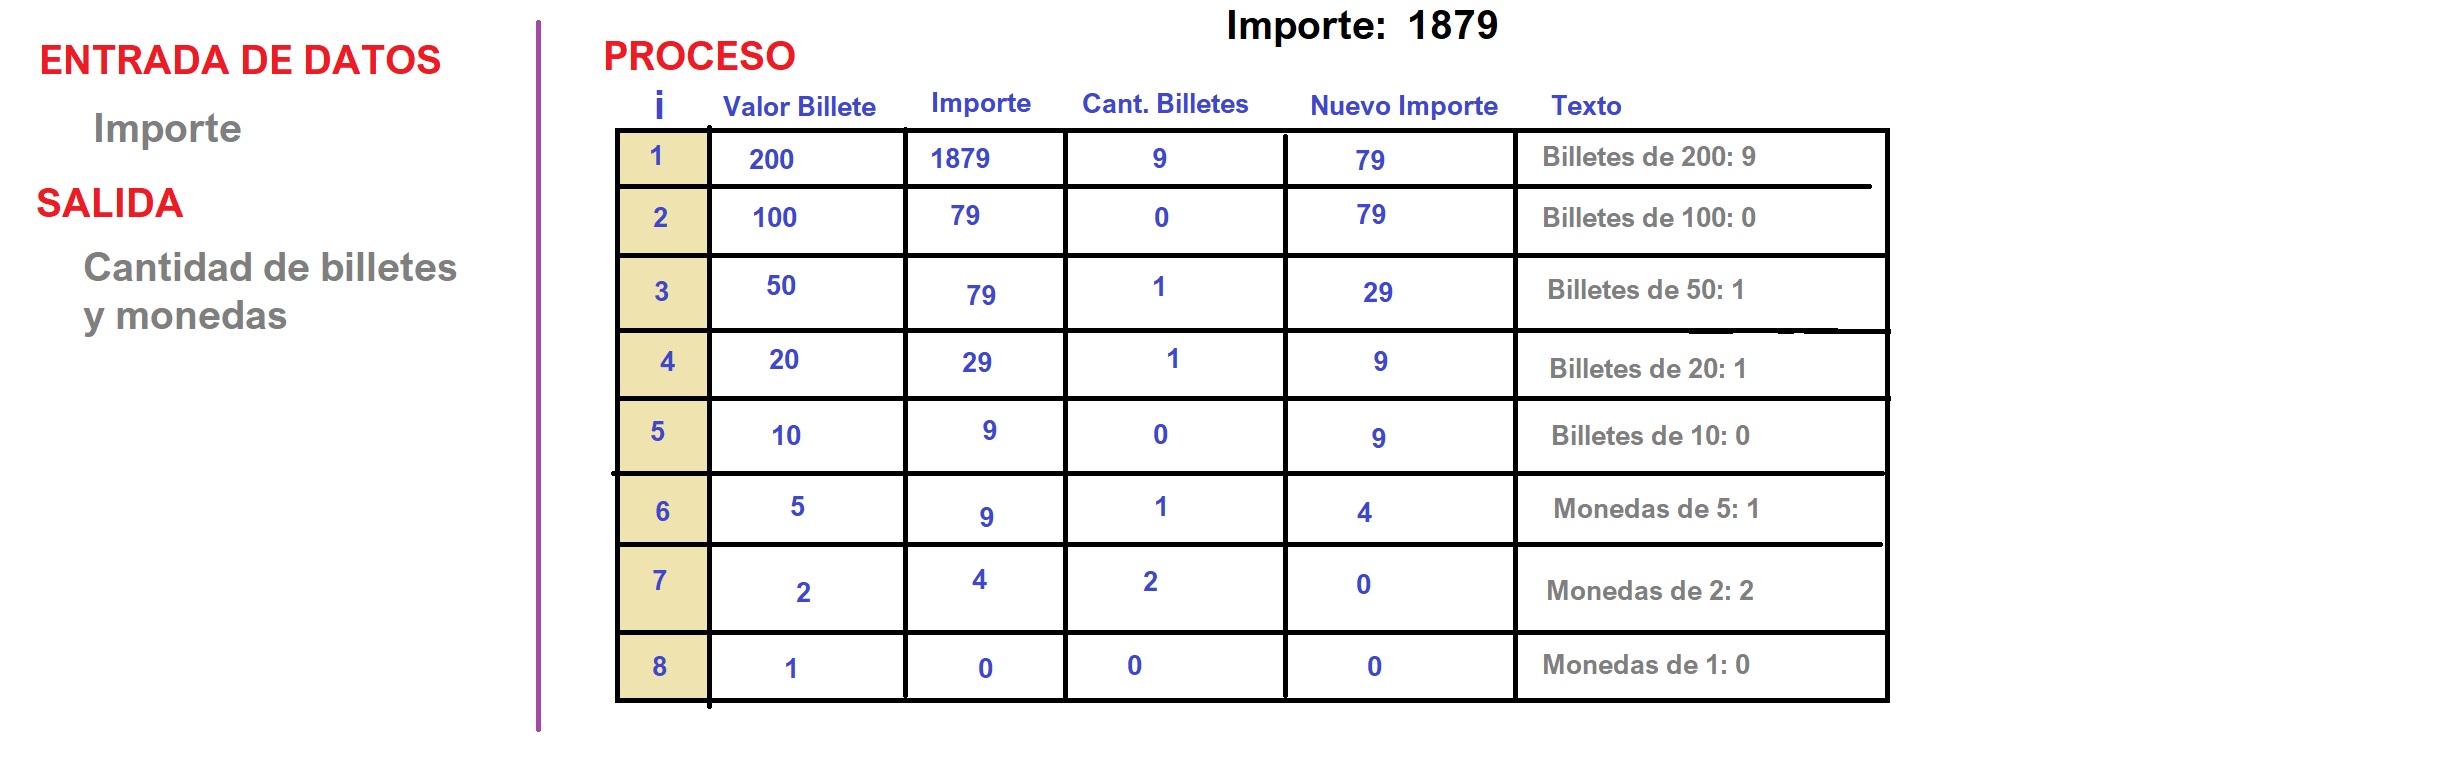 Importe: 1879
ENTRADA DE DATOS
Importe
SALIDA
Cantidad de billetes
y monedas
PROCESO
i Valor Billete Importe Cant. Billetes Nuevo Importe Texto
1 200 1879 9 79 Billetes de 200: 9
2 100 79 0 79 Billetes de 100: 0
3 50 79 1 29 Billetes de 50: 1
4 20 29 1 9 Billetes de 20: 1
5 10 9 0 9 Billetes de 10: 0
6 5 9 1 4 Monedas de 5: 1
7 2 4 2 0 Monedas de 2: 2
8 1 0 0 0 Monedas de 1: 0